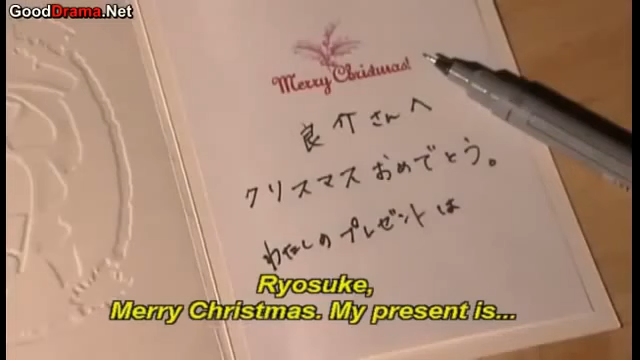 GoodDrama.Net
Merry Christmas!
良介さんへ
クリスマスおめでとう。
わたしのプレゼントは
Ryosuke,
Merry Christmas. My present is...